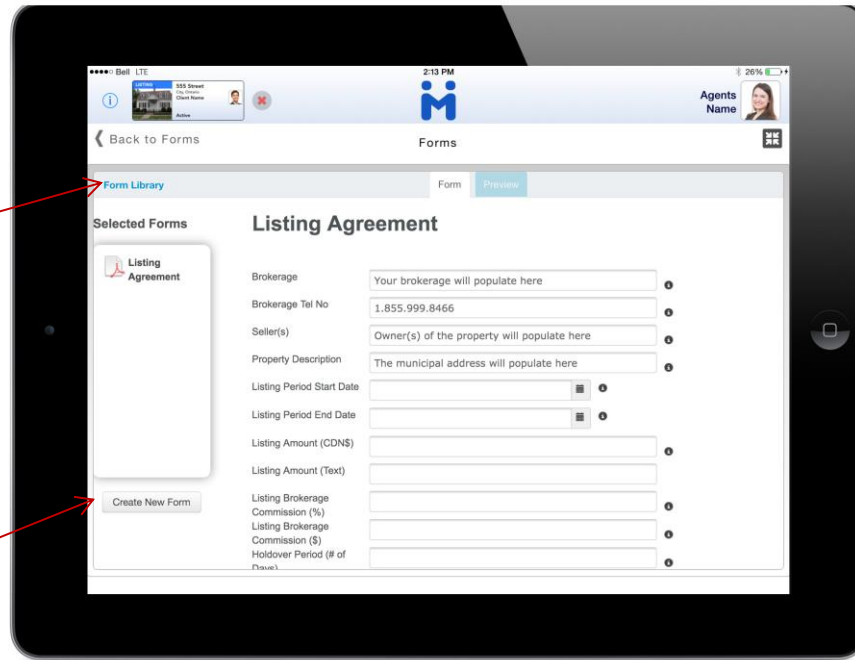 Bell LTE
2:13 PM
26%
LISTING
555 Street
City, Ontario
Client Name
Active
Agents
Name
Back to Forms
Forms
Form Library
Form
Preview
Selected Forms
Listing Agreement
Listing
Agreement
Brokerage
Your brokerage will populate here
Brokerage Tel No
1.855.999.8466
Seller(s)
Owner(s) of the property will populate here
Property Description
The municipal address will populate here
Listing Period Start Date
Listing Period End Date
Listing Amount (CDN$)
Listing Amount (Text)
Create New Form
Listing Brokerage
Commission (%)
Listing Brokerage
Commission ($)
Holdover Period (# of
Days)